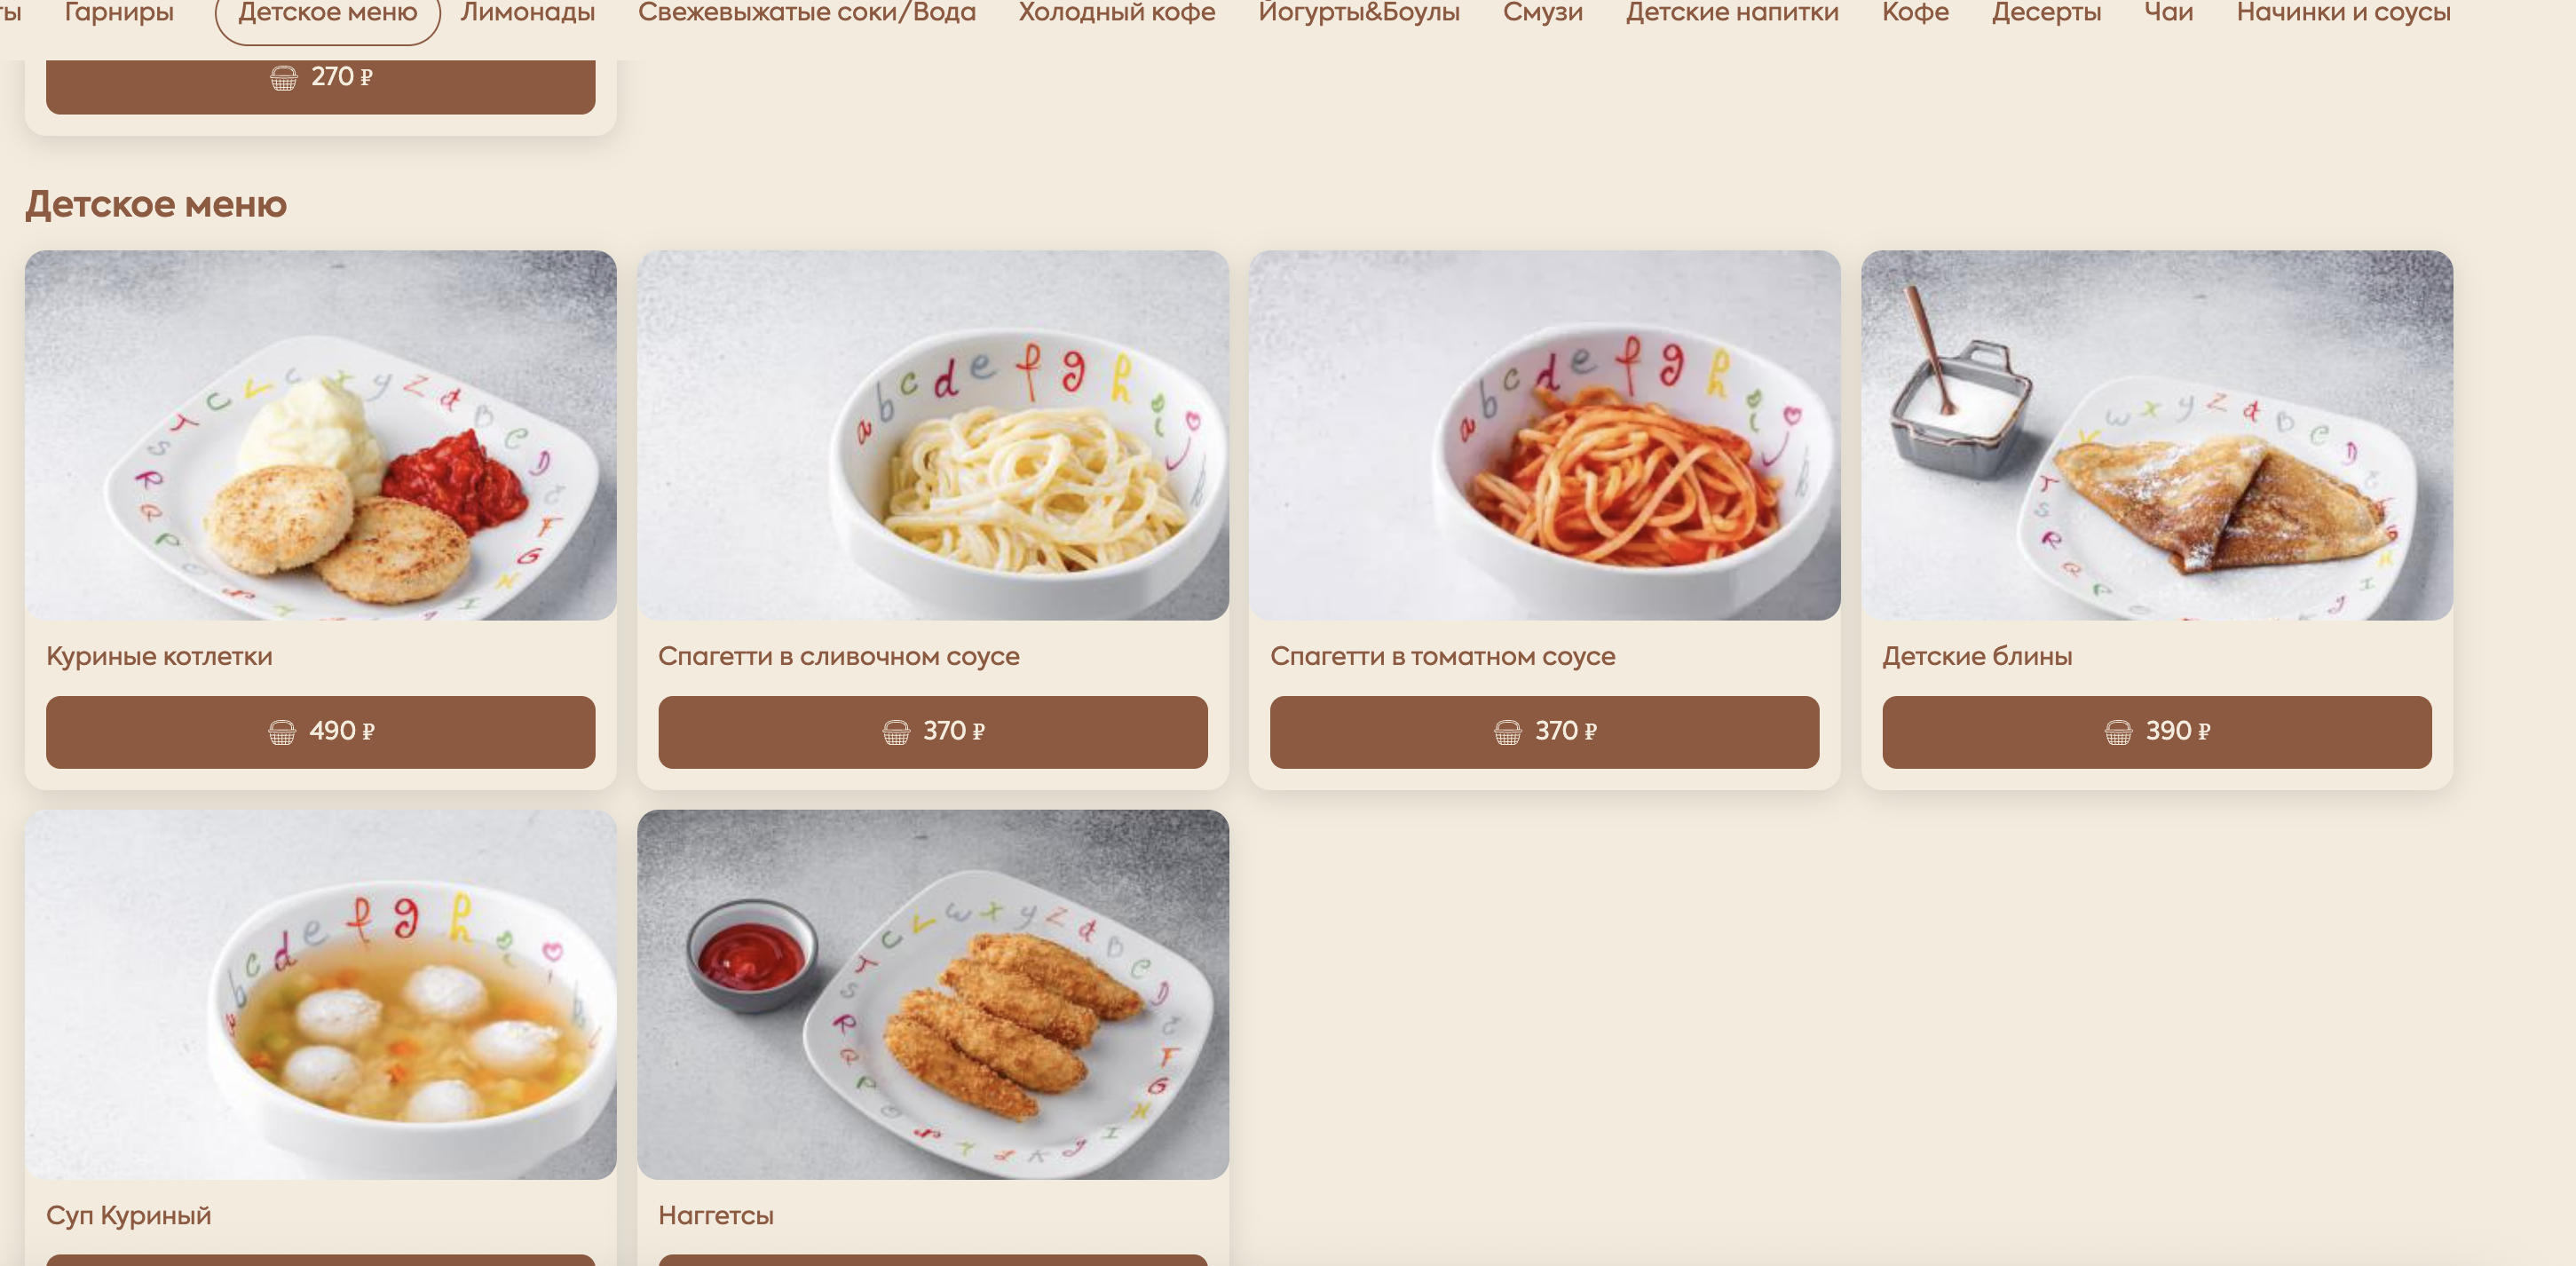 Гарниры Детское меню Лимонады Свежевыжатые соки/Вода Холодный кофе Йогурты&Боулы Смузи Детские напитки Кофе Десерты Чаи Начинки и соусы
270 ₽
Детское меню
Куриные котлетки
490 ₽
Спагетти в сливочном соусе
370 ₽
Спагетти в томатном соусе
370 ₽
Детские блины
390 ₽
Суп Куриный
Наггетсы